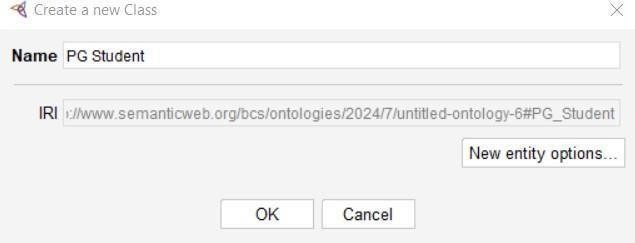 Create a new Class
Name PG Student
IRI ://www.semanticweb.org/bcs/ontologies/2024/7/untitled-ontology-6#PG_Student
New entity options...
OK Cancel